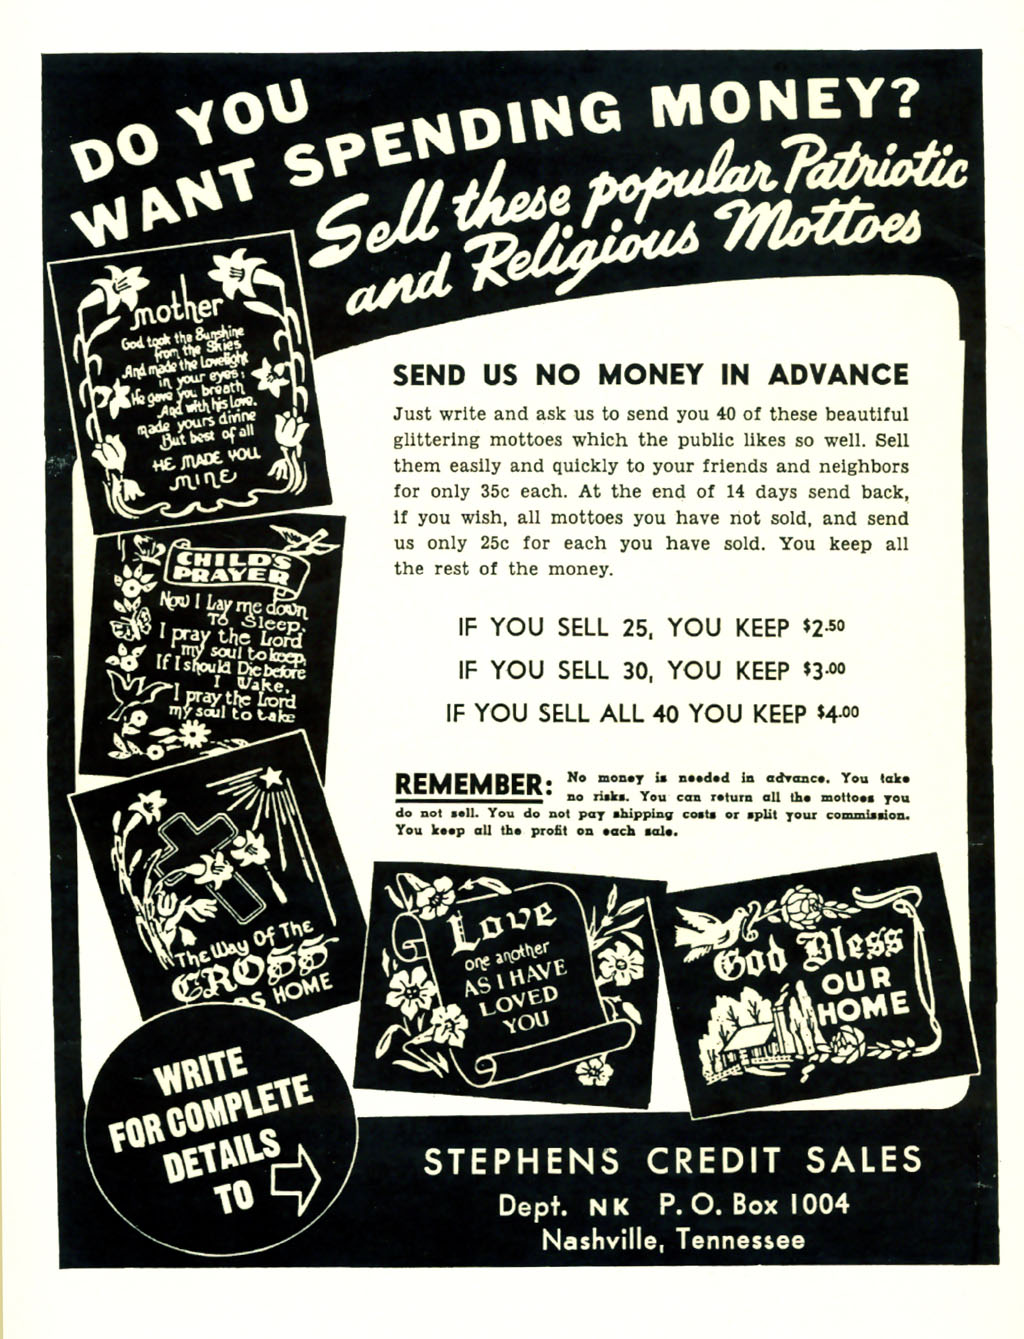 DO YOU
WANT SPENDING MONEY?
Sell these popular Patriotic
and Religious Mottoes
mother
God took the Sunshine
from the Skies
And made the Lovelight
in your eyes;
He gave you breath
And with his Love,
made yours divine
But best of all
HE MADE YOU
MINE
CHILD'S
PRAYER
Now I Lay me down
To Sleep,
I pray the Lord
my soul to keep,
If I should Die before
I Wake,
I pray the Lord
my soul to take
The Way Of The
CROSS
HOME
SEND US NO MONEY IN ADVANCE
Just write and ask us to send you 40 of these beautiful
glittering mottoes which the public likes so well. Sell
them easily and quickly to your friends and neighbors
for only 35c each. At the end of 14 days send back,
if you wish, all mottoes you have not sold, and send
us only 25c for each you have sold. You keep all
the rest of the money.
IF YOU SELL 25, YOU KEEP $2.50
IF YOU SELL 30, YOU KEEP $3.00
IF YOU SELL ALL 40 YOU KEEP $4.00
REMEMBER: No money is needed in advance. You take
no risks. You can return all the mottoes you
do not sell. You do not pay shipping costs or split your commission.
You keep all the profit on each sale.
Love
one another
AS I HAVE
LOVED
YOU
God Bless
OUR
HOME
WRITE
FOR COMPLETE
DETAILS
TO
STEPHENS CREDIT SALES
Dept. NK P. O. Box 1004
Nashville, Tennessee